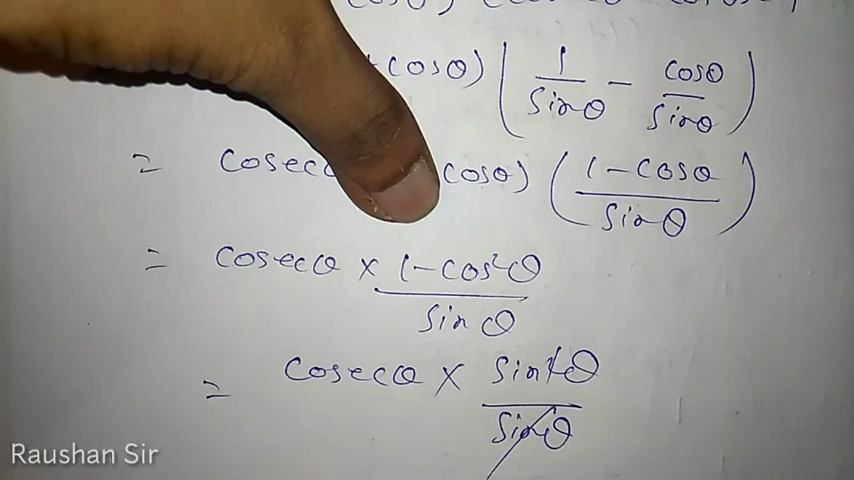 cosθ) (1/sinθ - cosθ/sinθ)
= cosec cosθ) ((1-cosθ)/sinθ)
= cosecθ × (1-cos²θ)/sinθ
= cosecθ × sin²θ/sinθ
Raushan Sir